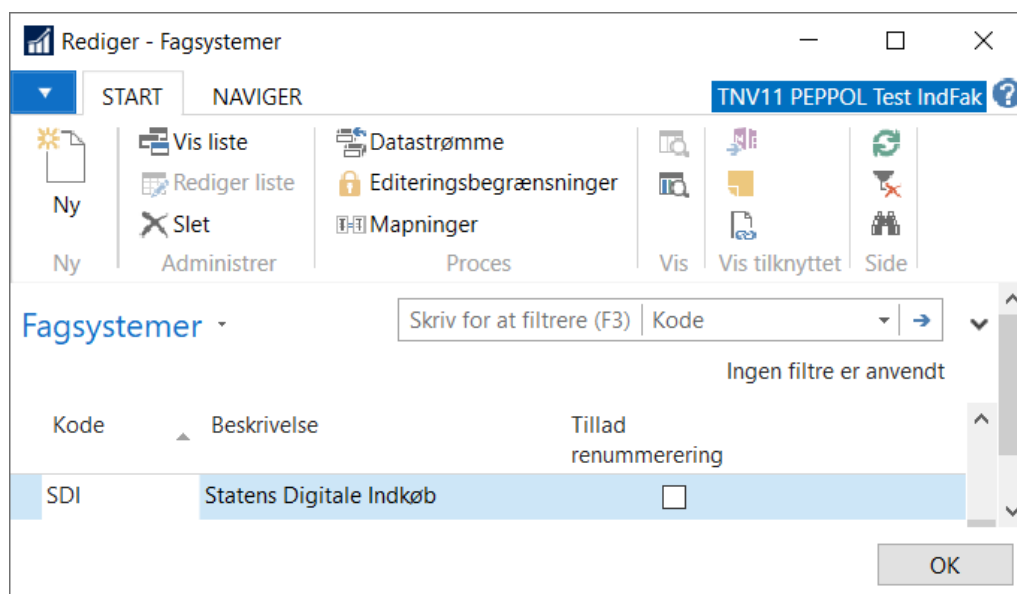 Rediger - Fagsystemer
START NAVIGER TNV11 PEPPOL Test IndFak
Vis liste Datastrømme
Rediger liste Editeringsbegrænsninger
Ny Slet Mapninger
Ny Administrer Proces Vis Vis tilknyttet Side
Fagsystemer Skriv for at filtrere (F3) Kode
Ingen filtre er anvendt
Kode Beskrivelse Tillad
renummerering
SDI Statens Digitale Indkøb
OK